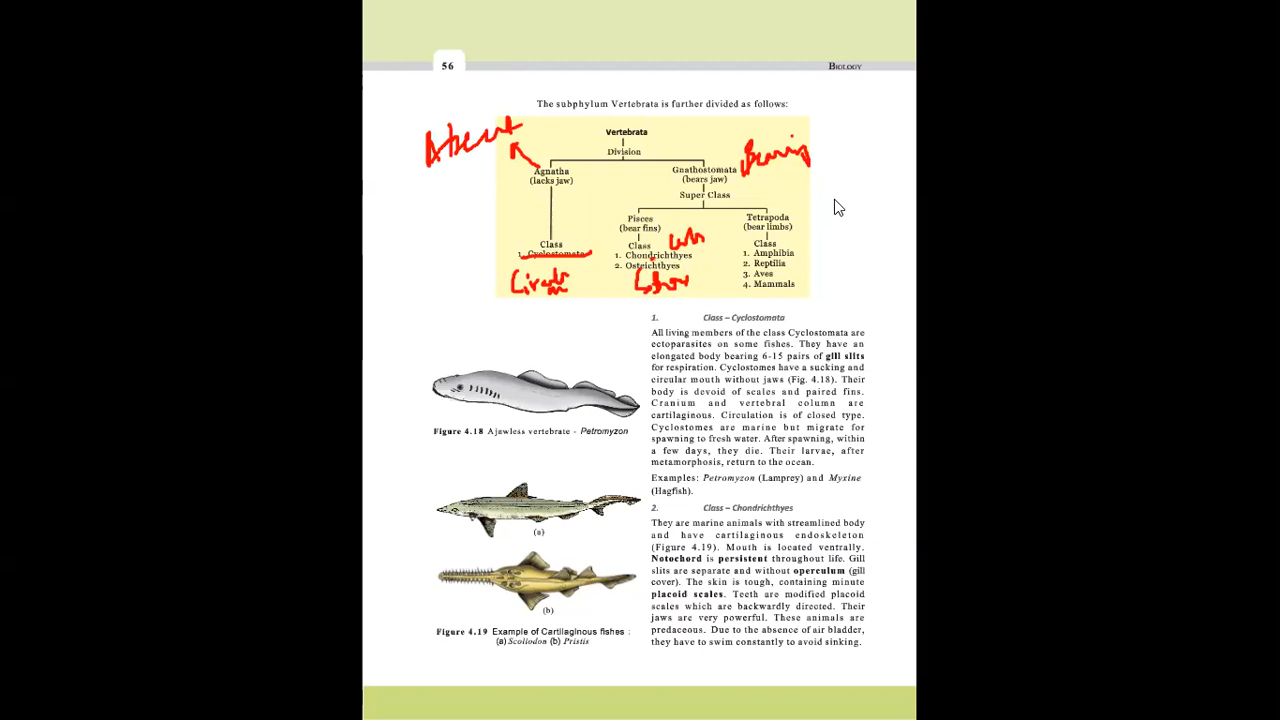 56
Biology
The subphylum Vertebrata is further divided as follows:
Absent
Vertebrata
Division
Bearing
Agnatha
(lacks jaw)
Gnathostomata
(bears jaw)
Super Class
Pisces
(bear fins)
Tetrapoda
(bear limbs)
Class
1. Cyclostomata
Class
1. Chondrichthyes
2. Osteichthyes
Class
1. Amphibia
2. Reptilia
3. Aves
4. Mammals
1. Class – Cyclostomata
All living members of the class Cyclostomata are
ectoparasites on some fishes. They have an
elongated body bearing 6-15 pairs of gill slits
for respiration. Cyclostomes have a sucking and
circular mouth without jaws (Fig. 4.18). Their
body is devoid of scales and paired fins.
Cranium and vertebral column are
cartilaginous. Circulation is of closed type.
Cyclostomes are marine but migrate for
spawning to fresh water. After spawning, within
a few days, they die. Their larvae, after
metamorphosis, return to the ocean.
Examples: Petromyzon (Lamprey) and Myxine
(Hagfish).
Figure 4.18 A jawless vertebrate - Petromyzon
2. Class – Chondrichthyes
They are marine animals with streamlined body
and have cartilaginous endoskeleton
(Figure 4.19). Mouth is located ventrally.
Notochord is persistent throughout life. Gill
slits are separate and without operculum (gill
cover). The skin is tough, containing minute
placoid scales. Teeth are modified placoid
scales which are backwardly directed. Their
jaws are very powerful. These animals are
predaceous. Due to the absence of air bladder,
they have to swim constantly to avoid sinking.
(a)
(b)
Figure 4.19 Example of Cartilaginous fishes :
(a) Scoliodon (b) Pristis